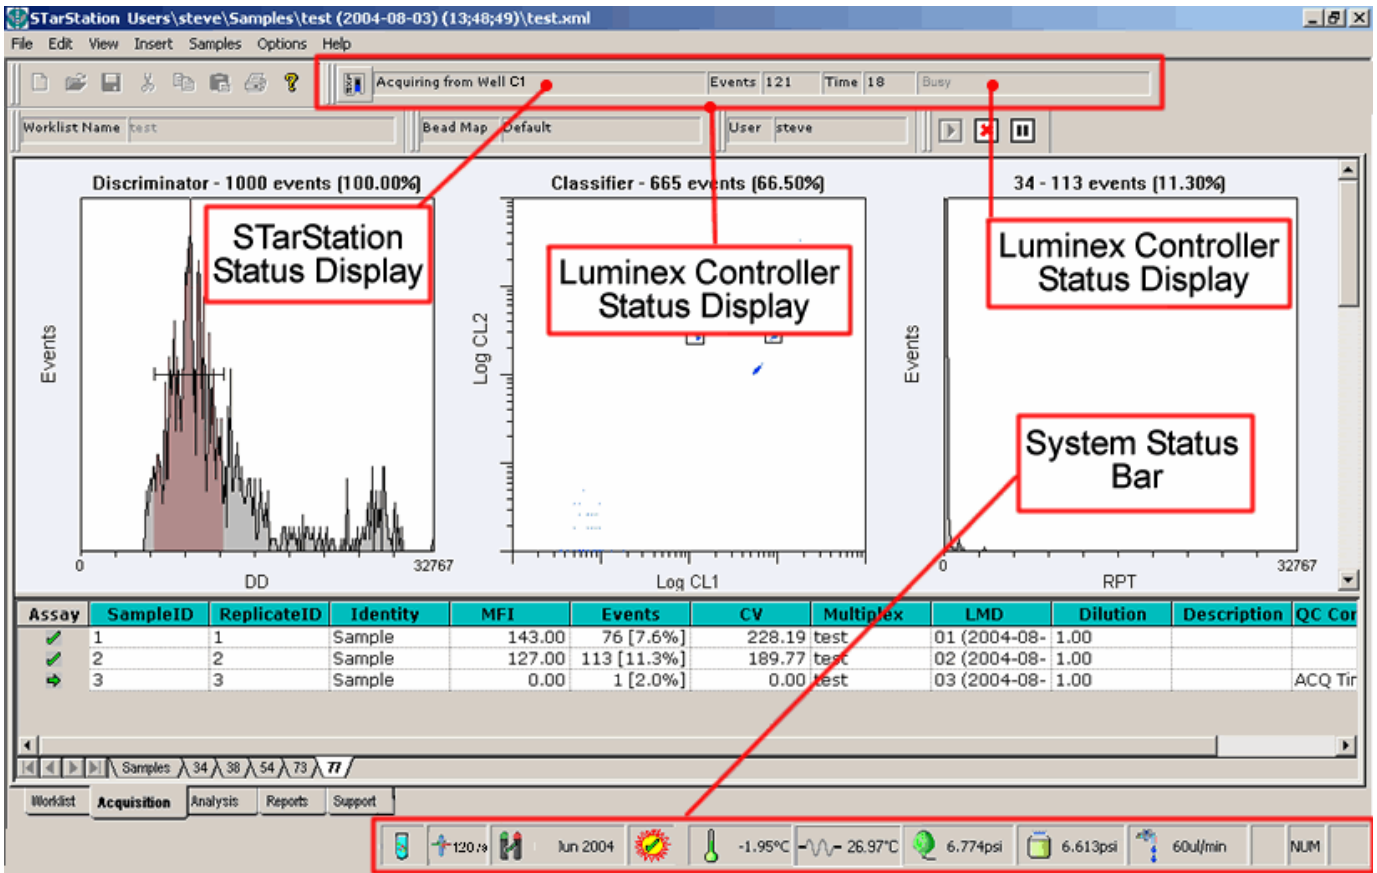 STarStation Users\steve\Samples\test (2004-08-03) (13;48;49)\test.xml
File Edit View Insert Samples Options Help
Acquiring from Well C1 Events 121 Time 18 Busy
Worklist Name test Bead Map Default User steve
Discriminator - 1000 events (100.00%)
Classifier - 665 events (66.50%)
34 - 113 events (11.30%)
STarStation
Status Display
Luminex Controller
Status Display
Luminex Controller
Status Display
System Status
Bar
Events
0 32767
DD
Log CL2
Log CL1
Events
0 32767
RPT
Assay SampleID ReplicateID Identity MFI Events CV Multiplex LMD Dilution Description QC Cor
1 1 Sample 143.00 76 [7.6%] 228.19 test 01 (2004-08- 1.00
2 2 Sample 127.00 113 [11.3%] 189.77 test 02 (2004-08- 1.00
3 3 Sample 0.00 1 [2.0%] 0.00 test 03 (2004-08- 1.00 ACQ Tir
Samples 34 38 54 73 77
Worklist Acquisition Analysis Reports Support
120/s Jun 2004 -1.95°C 26.97°C 6.774psi 6.613psi 60ul/min NUM